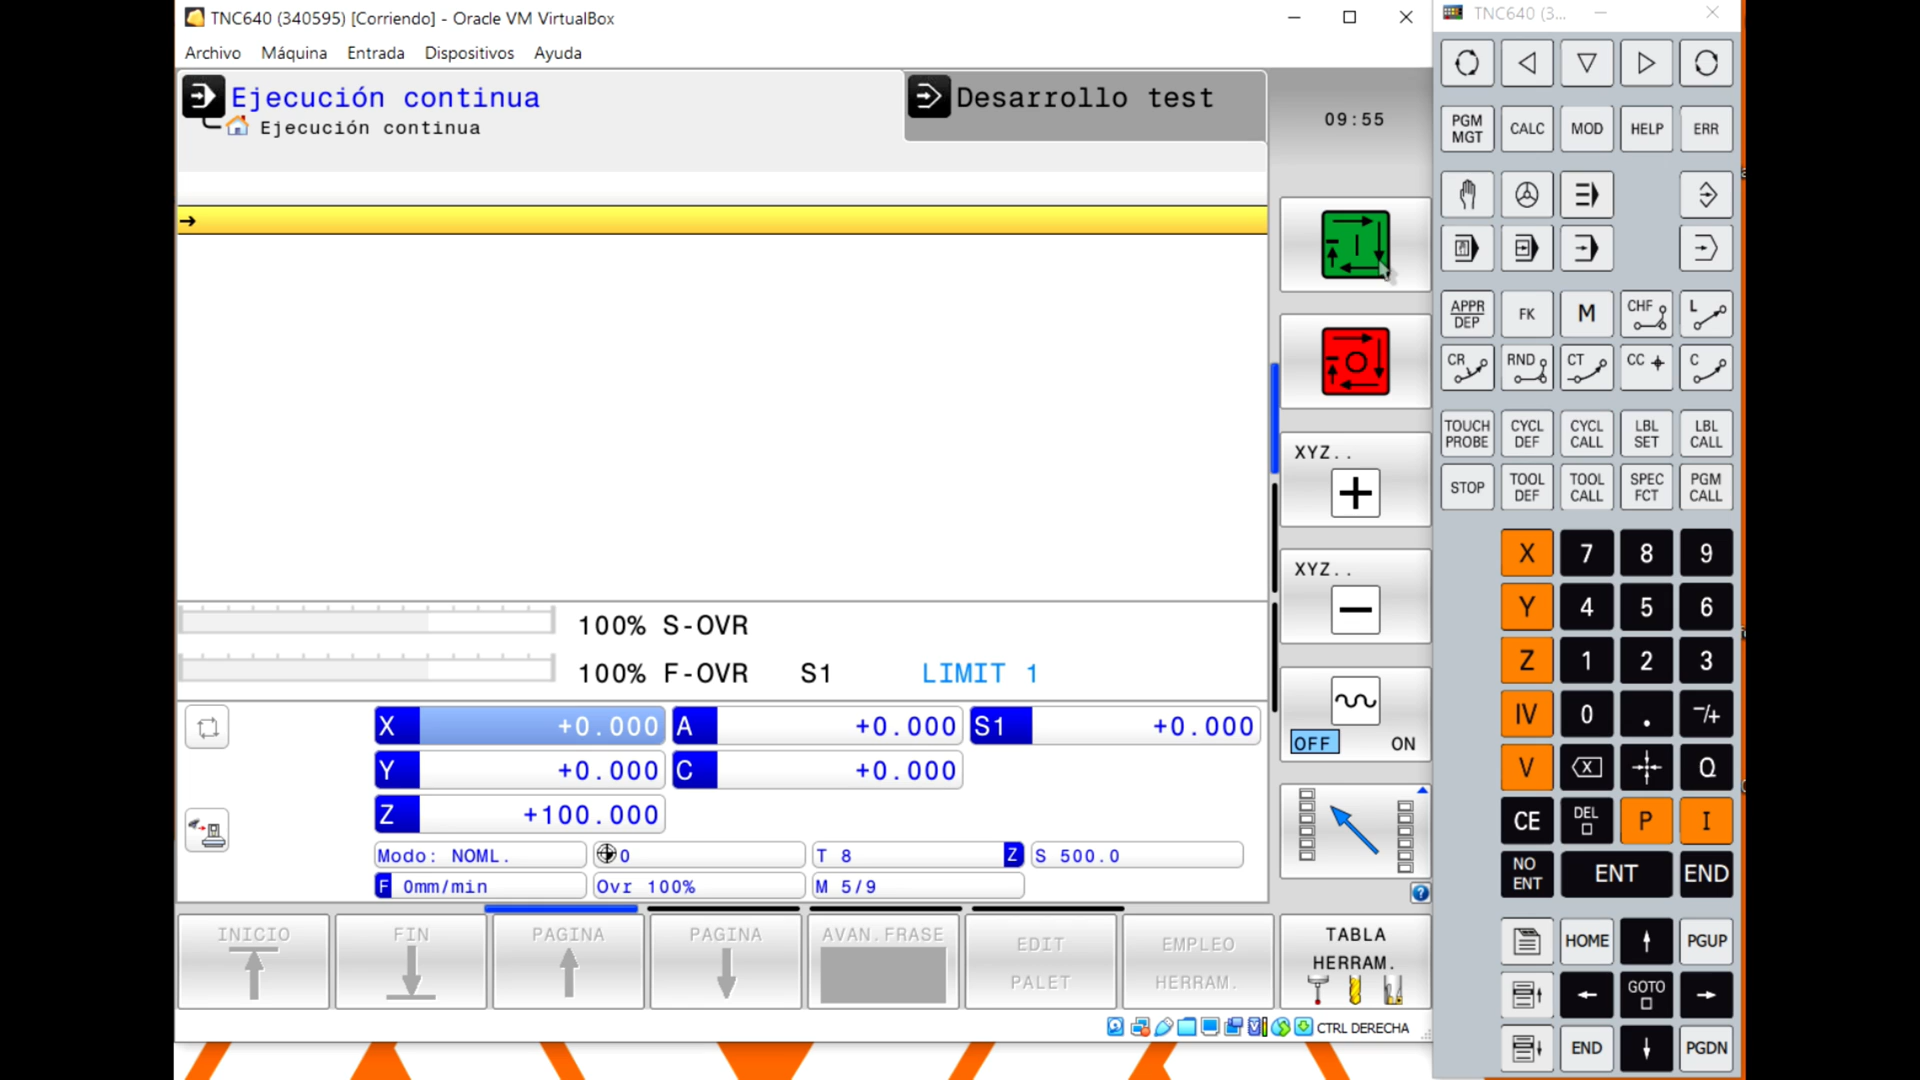 TNC640 (340595) [Corriendo] - Oracle VM VirtualBox
Archivo Máquina Entrada Dispositivos Ayuda
Ejecución continua
Ejecución continua
Desarrollo test
09:55
XYZ..
XYZ..
OFF ON
100% S-OVR
100% F-OVR S1 LIMIT 1
X +0.000 A +0.000 S1 +0.000
Y +0.000 C +0.000
Z +100.000
Modo: NOML. 0 T 8 Z S 500.0
F 0mm/min Ovr 100% M 5/9
INICIO
FIN
PAGINA
PAGINA
AVAN.FRASE
EDIT
PALET
EMPLEO
HERRAM.
TABLA
HERRAM.
CTRL DERECHA
TNC640 (3...
PGM MGT
CALC
MOD
HELP
ERR
APPR DEP
FK
M
CHF
L
CR
RND
CT
CC
C
TOUCH PROBE
CYCL DEF
CYCL CALL
LBL SET
LBL CALL
STOP
TOOL DEF
TOOL CALL
SPEC FCT
PGM CALL
X 7 8 9
Y 4 5 6
Z 1 2 3
IV 0 . -/+
V X Q
CE DEL P I
NO ENT
ENT
END
HOME
PGUP
GOTO
END
PGDN